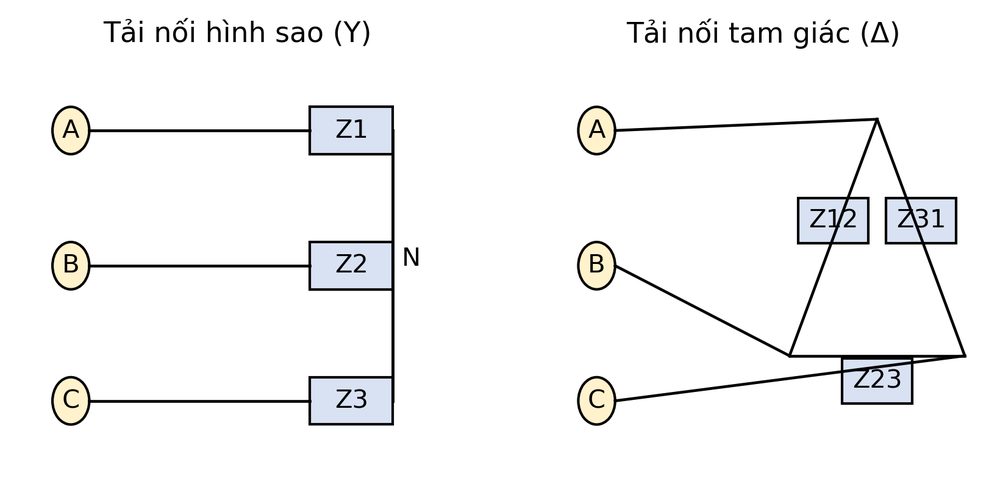 Tải nối hình sao (Y)
A
Z1
B
Z2
N
C
Z3
Tải nối tam giác (Δ)
A
Z12
Z31
B
Z23
C